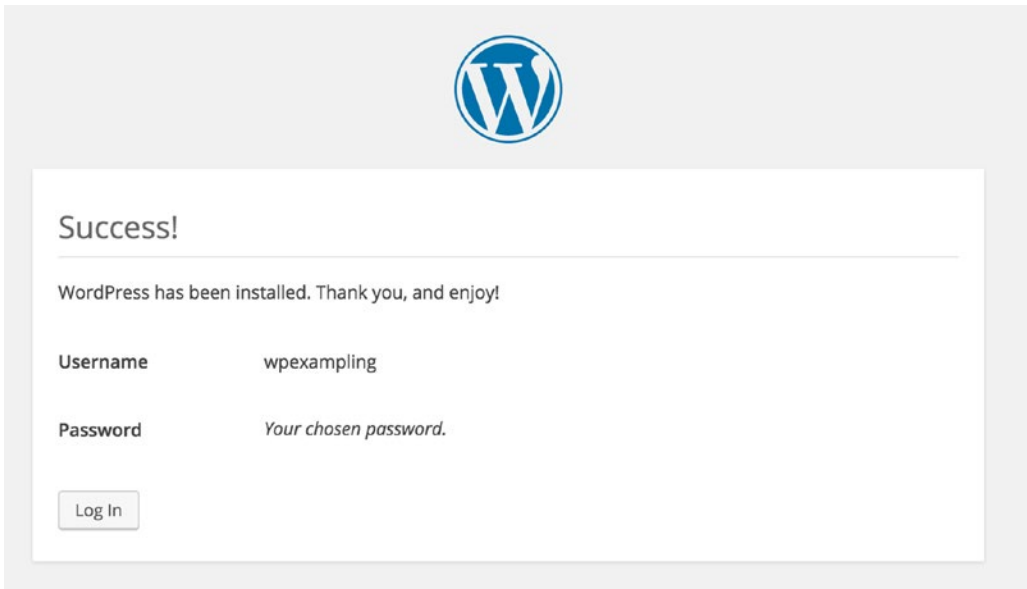 Success!
WordPress has been installed. Thank you, and enjoy!
Username wpexampling
Password Your chosen password.
Log In